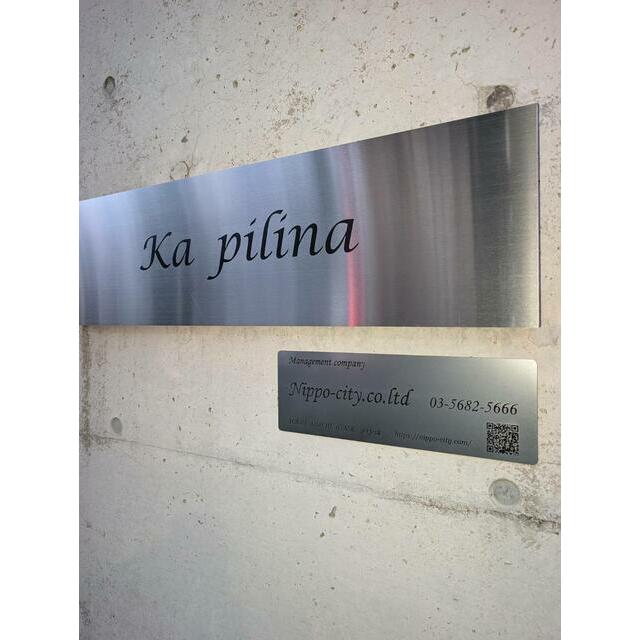 Ka pilina
Management company
Nippo-city.co.ltd 03-5682-5666
https://nippo-city.com/